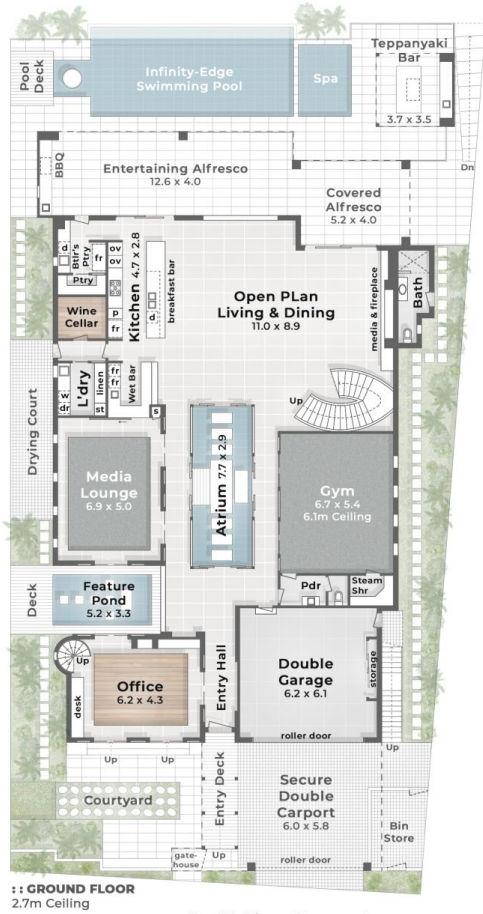 Teppanyaki
Bar
3.7 x 3.5
Pool
Deck
Infinity-Edge
Swimming Pool
Spa
Dn
BBQ
Entertaining Alfresco
12.6 x 4.0
Covered
Alfresco
5.2 x 4.0
d
Btlr's
Ptry
fr
ov
ov
Ptry
Kitchen 4.7 x 2.8
breakfast bar
d
p
fr
Wine
Cellar
Open PLan
Living & Dining
11.0 x 8.9
media & fireplace
Bath
Drying Court
w
dr
L'dry
linen
st
fr
fr
Wet Bar
s
Up
Media
Lounge
6.9 x 5.0
Atrium 7.7 x 2.9
Gym
6.7 x 5.4
6.1m Ceiling
Deck
Feature
Pond
5.2 x 3.3
Pdr
Steam
Shr
Up
desk
Office
6.2 x 4.3
Entry Hall
Double
Garage
6.2 x 6.1
storage
roller door
Up
Up
Up
Courtyard
Entry Deck
Secure
Double
Carport
6.0 x 5.8
Bin
Store
gate-
house
Up
roller door
:: GROUND FLOOR
2.7m Ceiling